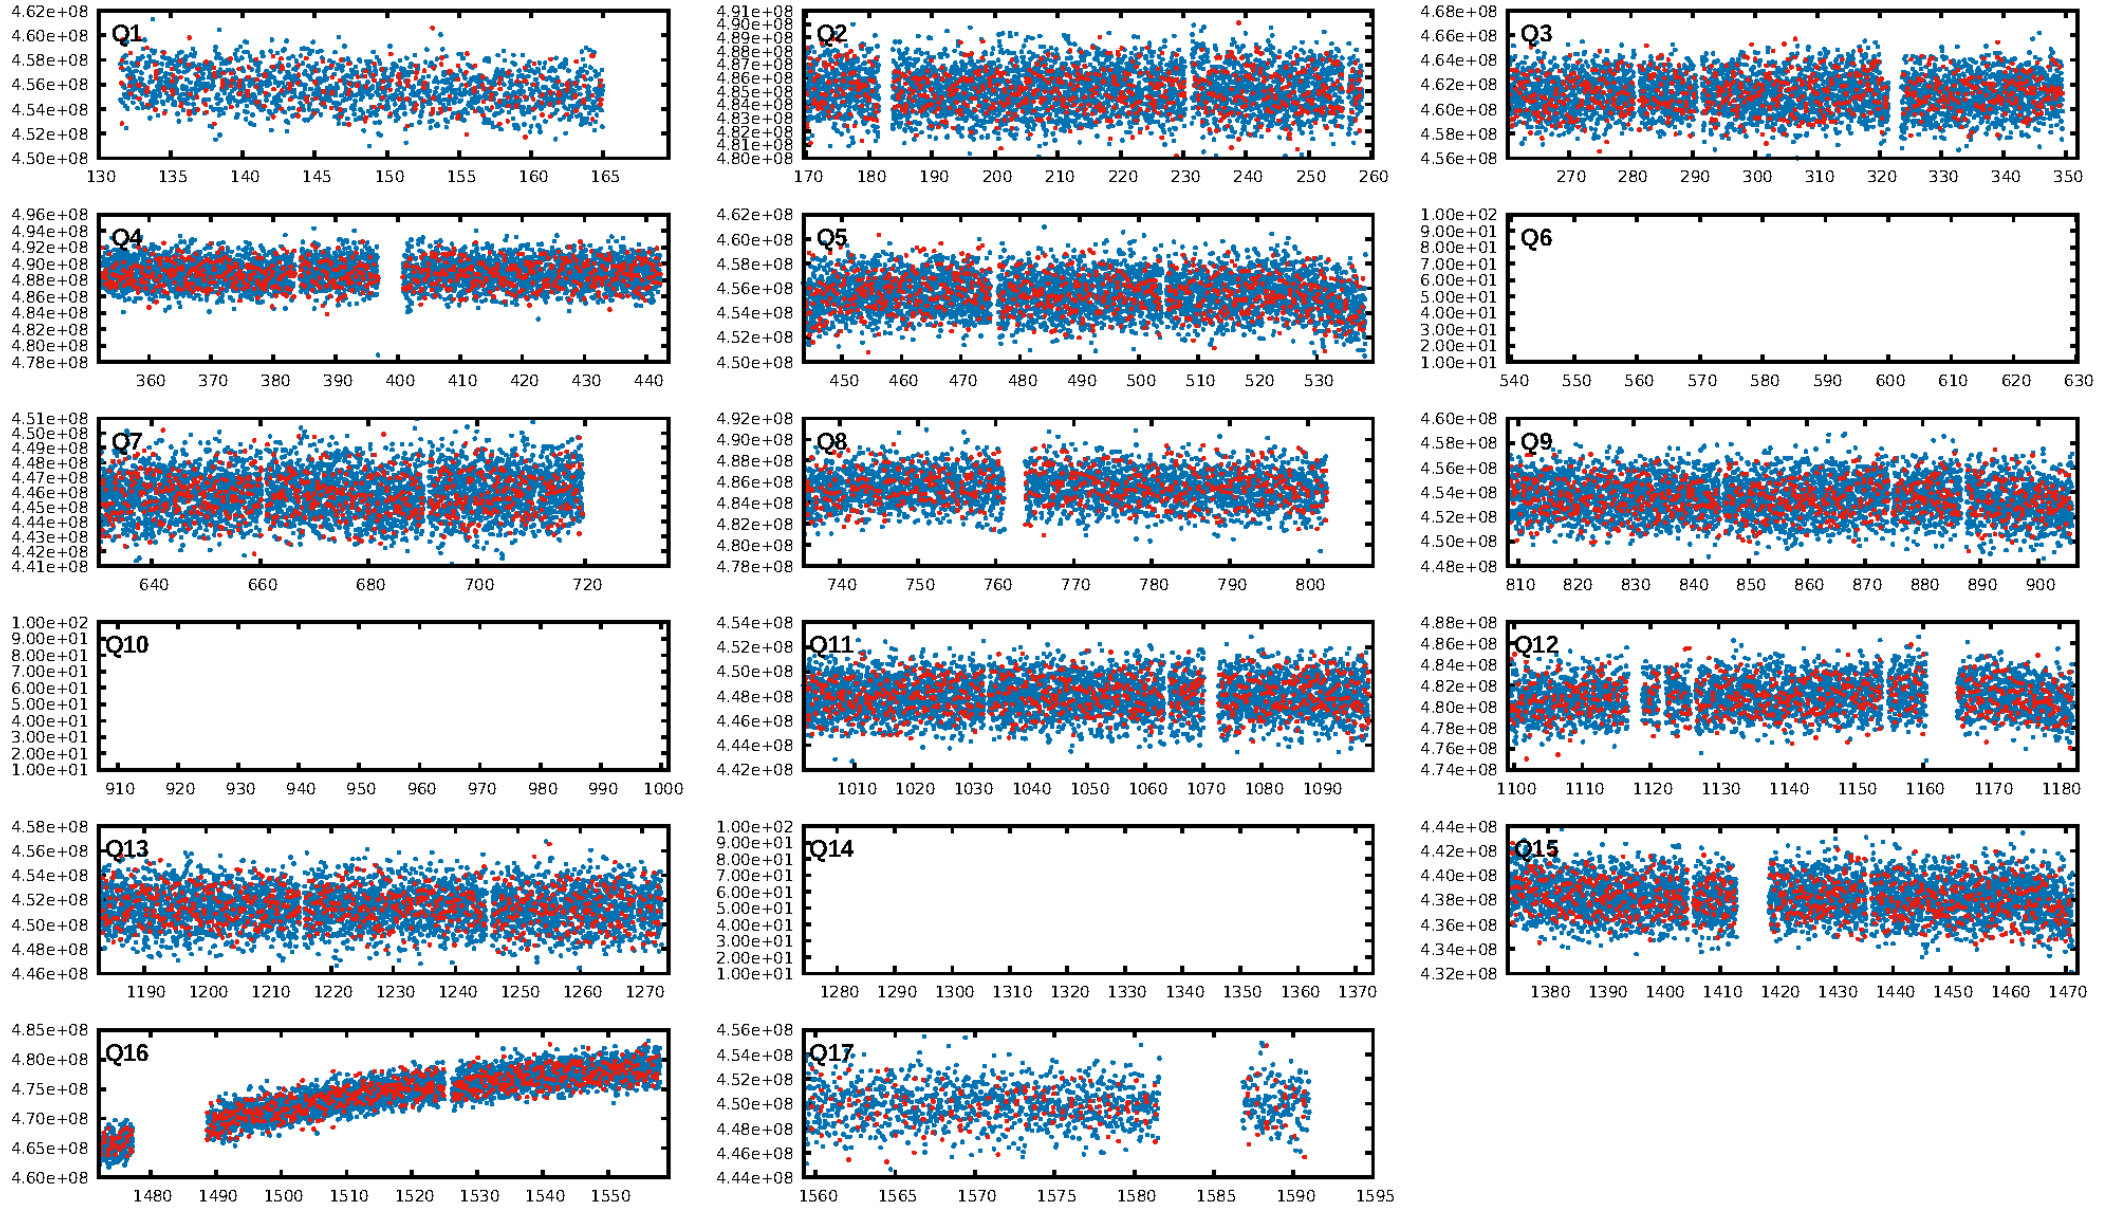 4.62e+08 4.60e+08 4.58e+08 4.56e+08 4.54e+08 4.52e+08 4.50e+08
Q1
130 135 140 145 150 155 160 165
4.91e+08 4.90e+08 4.89e+08 4.88e+08 4.87e+08 4.86e+08 4.85e+08 4.84e+08 4.83e+08 4.82e+08 4.81e+08 4.80e+08
Q2
170 180 190 200 210 220 230 240 250 260
4.68e+08 4.66e+08 4.64e+08 4.62e+08 4.60e+08 4.58e+08 4.56e+08
Q3
270 280 290 300 310 320 330 340 350
4.96e+08 4.94e+08 4.92e+08 4.90e+08 4.88e+08 4.86e+08 4.84e+08 4.82e+08 4.80e+08 4.78e+08
Q4
360 370 380 390 400 410 420 430 440
4.62e+08 4.60e+08 4.58e+08 4.56e+08 4.54e+08 4.52e+08 4.50e+08
Q5
450 460 470 480 490 500 510 520 530
1.00e+02 9.00e+01 8.00e+01 7.00e+01 6.00e+01 5.00e+01 4.00e+01 3.00e+01 2.00e+01 1.00e+01
Q6
540 550 560 570 580 590 600 610 620 630
4.51e+08 4.50e+08 4.49e+08 4.48e+08 4.47e+08 4.46e+08 4.45e+08 4.44e+08 4.43e+08 4.42e+08 4.41e+08
Q7
640 660 680 700 720
4.92e+08 4.90e+08 4.88e+08 4.86e+08 4.84e+08 4.82e+08 4.80e+08 4.78e+08
Q8
740 750 760 770 780 790 800
4.60e+08 4.58e+08 4.56e+08 4.54e+08 4.52e+08 4.50e+08 4.48e+08
Q9
810 820 830 840 850 860 870 880 890 900
1.00e+02 9.00e+01 8.00e+01 7.00e+01 6.00e+01 5.00e+01 4.00e+01 3.00e+01 2.00e+01 1.00e+01
Q10
910 920 930 940 950 960 970 980 990 1000
4.54e+08 4.52e+08 4.50e+08 4.48e+08 4.46e+08 4.44e+08 4.42e+08
Q11
1010 1020 1030 1040 1050 1060 1070 1080 1090
4.88e+08 4.86e+08 4.84e+08 4.82e+08 4.80e+08 4.78e+08 4.76e+08 4.74e+08
Q12
1100 1110 1120 1130 1140 1150 1160 1170 1180
4.58e+08 4.56e+08 4.54e+08 4.52e+08 4.50e+08 4.48e+08 4.46e+08
Q13
1190 1200 1210 1220 1230 1240 1250 1260 1270
1.00e+02 9.00e+01 8.00e+01 7.00e+01 6.00e+01 5.00e+01 4.00e+01 3.00e+01 2.00e+01 1.00e+01
Q14
1280 1290 1300 1310 1320 1330 1340 1350 1360 1370
4.44e+08 4.42e+08 4.40e+08 4.38e+08 4.36e+08 4.34e+08 4.32e+08
Q15
1380 1390 1400 1410 1420 1430 1440 1450 1460 1470
4.85e+08 4.80e+08 4.75e+08 4.70e+08 4.65e+08 4.60e+08
Q16
1480 1490 1500 1510 1520 1530 1540 1550
4.56e+08 4.54e+08 4.52e+08 4.50e+08 4.48e+08 4.46e+08 4.44e+08
Q17
1560 1565 1570 1575 1580 1585 1590 1595